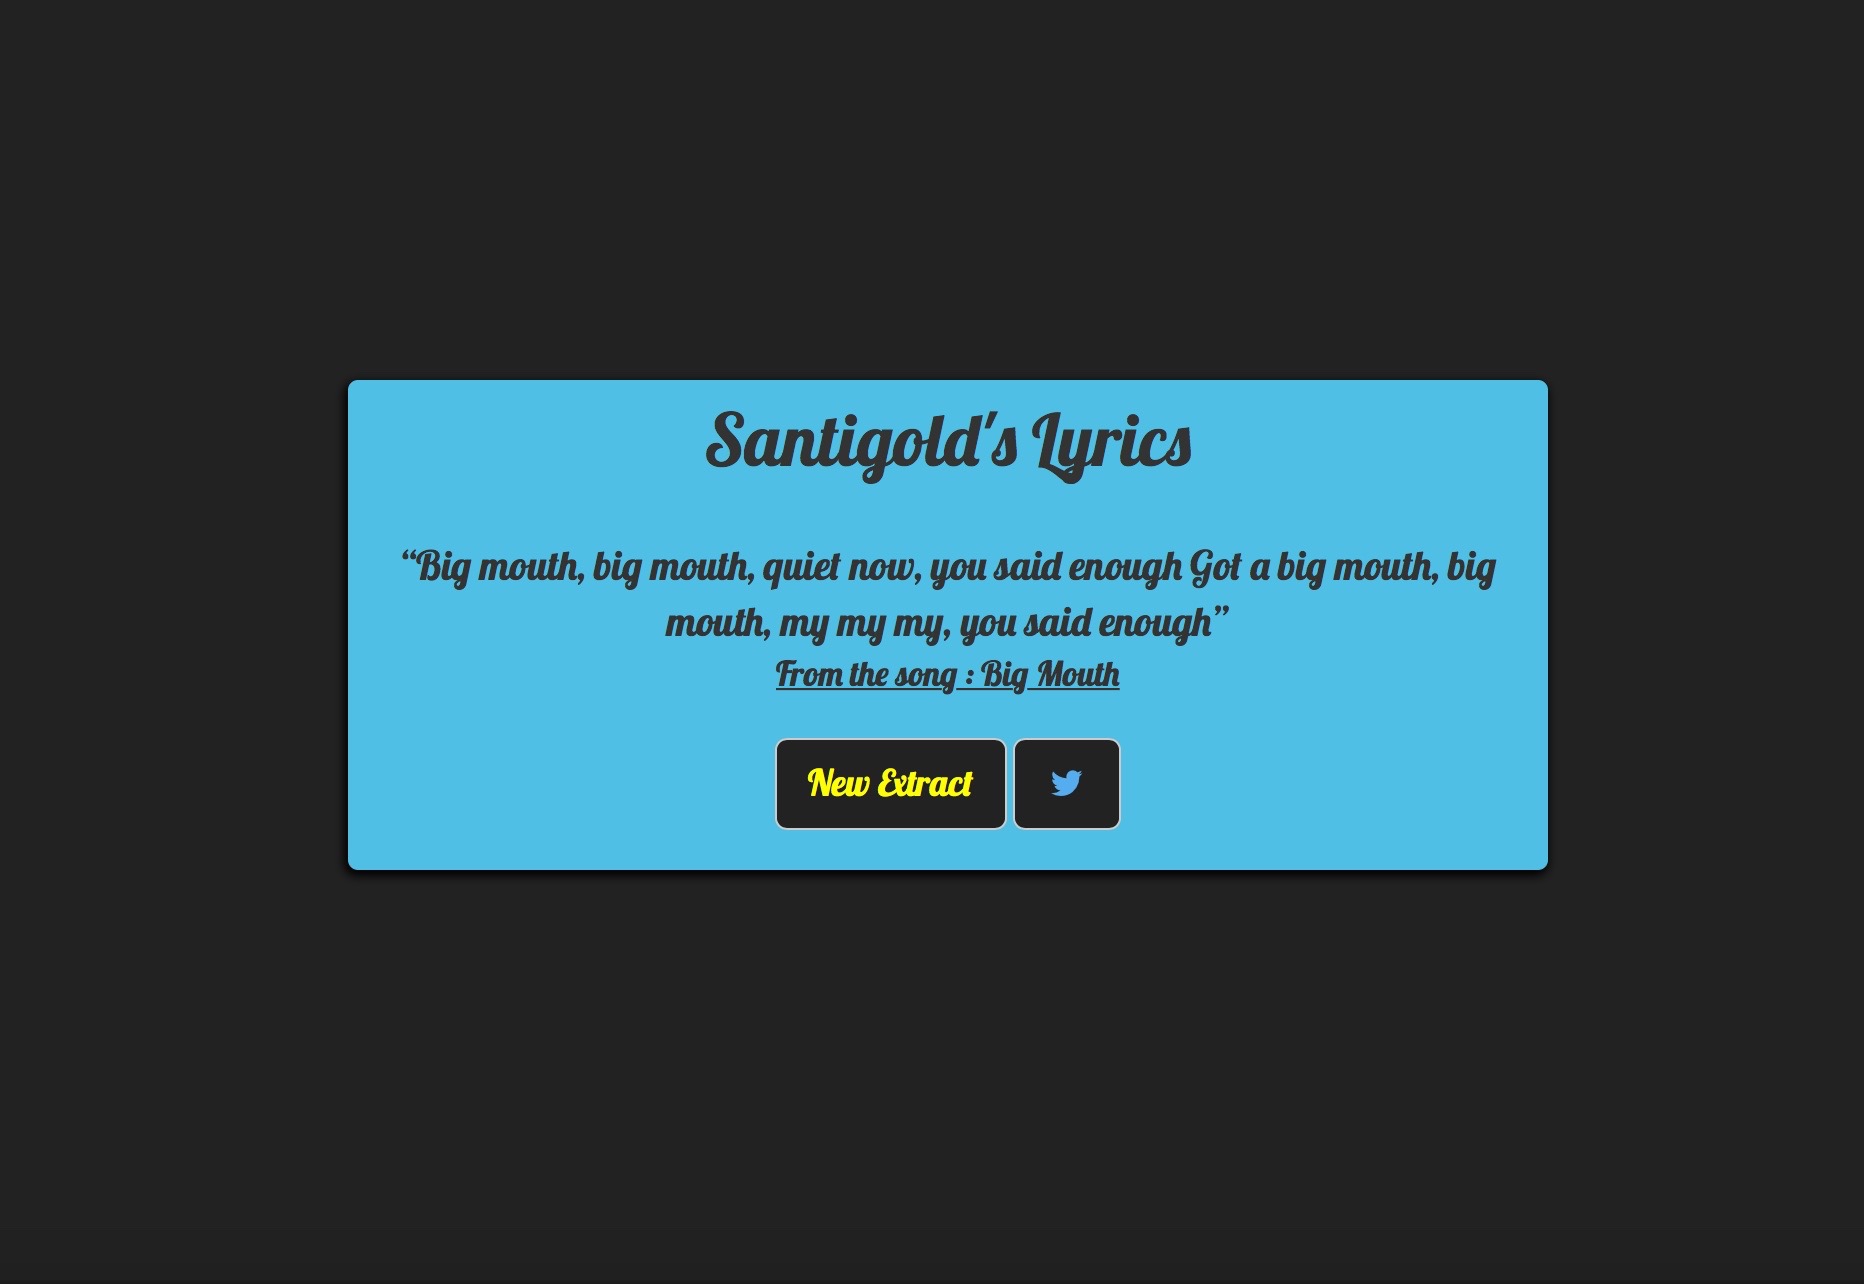 Santigold's Lyrics
“Big mouth, big mouth, quiet now, you said enough Got a big mouth, big
mouth, my my my, you said enough”
From the song : Big Mouth
New Extract